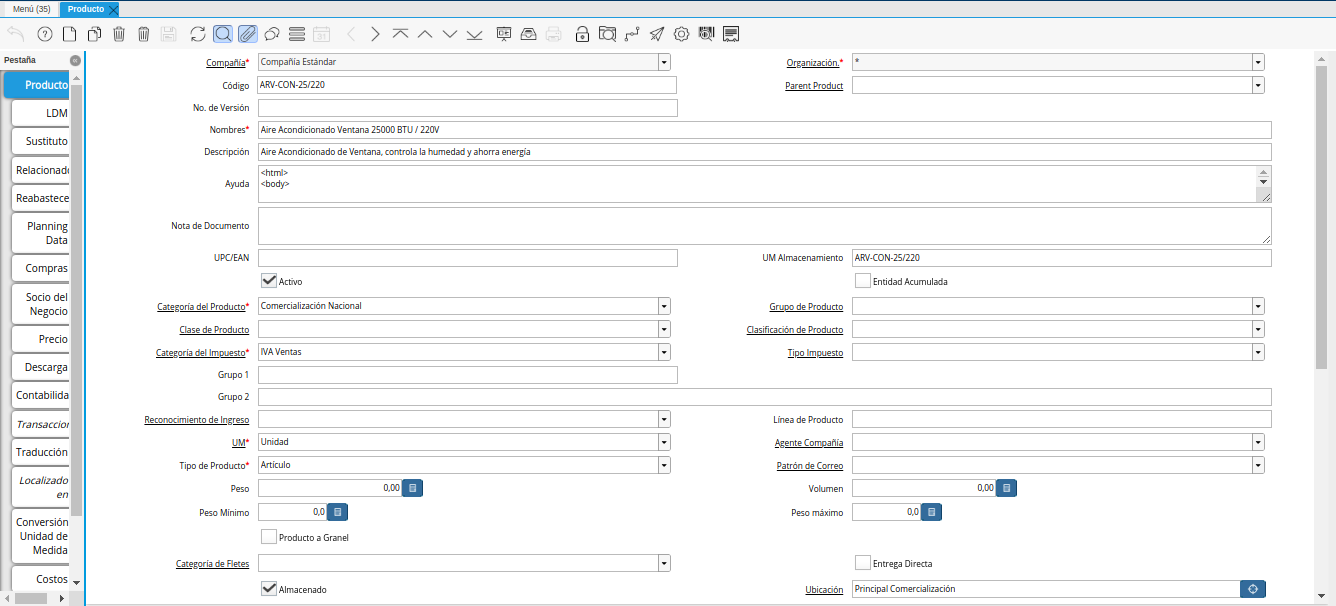 Menú (35)
Producto
Pestaña
Producto
LDM
Sustituto
Relacionado
Reabastece
Planning
Data
Compras
Socio del
Negocio
Precio
Descarga
Contabilida
Transaccion
Traducción
Localizado
en
Conversión
Unidad de
Medida
Costos
Compañía* Compañía Estándar Organización.* *
Código ARV-CON-25/220 Parent Product
No. de Versión
Nombres* Aire Acondicionado Ventana 25000 BTU / 220V
Descripción Aire Acondicionado de Ventana, controla la humedad y ahorra energía
Ayuda <html>
<body>
Nota de Documento
UPC/EAN UM Almacenamiento ARV-CON-25/220
Activo Entidad Acumulada
Categoría del Producto* Comercialización Nacional Grupo de Producto
Clase de Producto Clasificación de Producto
Categoría del Impuesto* IVA Ventas Tipo Impuesto
Grupo 1
Grupo 2
Reconocimiento de Ingreso Línea de Producto
UM* Unidad Agente Compañía
Tipo de Producto* Artículo Patrón de Correo
Peso 0,00 Volumen 0,00
Peso Mínimo 0,0 Peso máximo 0,0
Producto a Granel
Categoría de Fletes Entrega Directa
Almacenado Ubicación Principal Comercialización